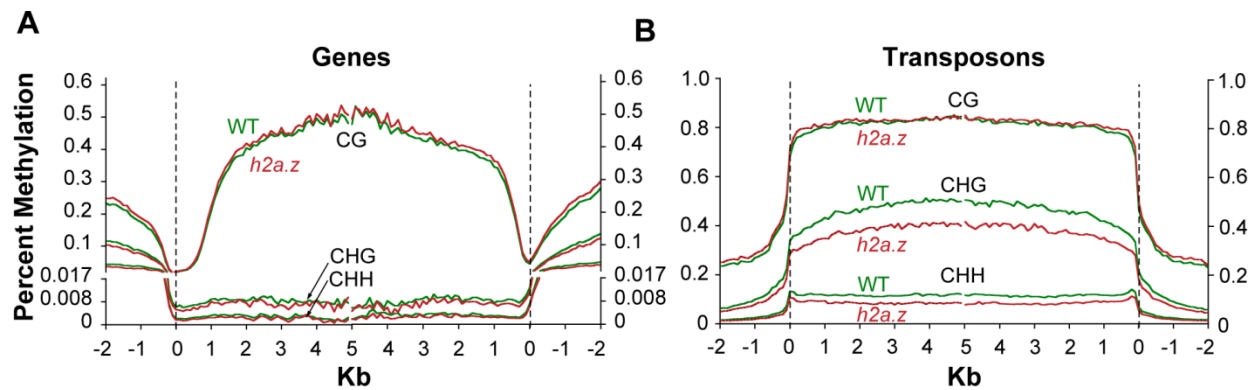 A
Genes
Percent Methylation
0.6
0.5
0.4
0.3
0.2
0.1
0.017
0.008
0
WT
h2a.z
CG
CHG
CHH
0.6
0.5
0.4
0.3
0.2
0.1
0.017
0.008
0
-2 -1 0 1 2 3 4 5 4 3 2 1 0 -1 -2
Kb
B
Transposons
1.0
0.8
0.6
0.4
0.2
0
WT
CG
h2a.z
WT
CHG
h2a.z
WT
CHH
h2a.z
1.0
0.8
0.6
0.4
0.2
0
-2 -1 0 1 2 3 4 5 4 3 2 1 0 -1 -2
Kb